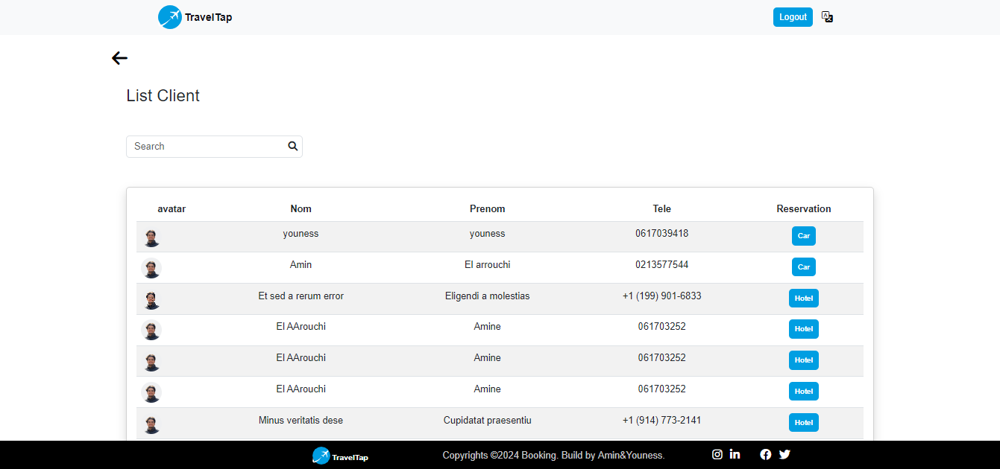 TravelTap
Logout
List Client
Search
avatar Nom Prenom Tele Reservation
youness youness 0617039418 Car
Amin El arrouchi 0213577544 Car
Et sed a rerum error Eligendi a molestias +1 (199) 901-6833 Hotel
El AArouchi Amine 061703252 Hotel
El AArouchi Amine 061703252 Hotel
El AArouchi Amine 061703252 Hotel
Minus veritatis dese Cupidatat praesentiu +1 (914) 773-2141 Hotel
TravelTap Copyrights ©2024 Booking. Build by Amin&Youness.